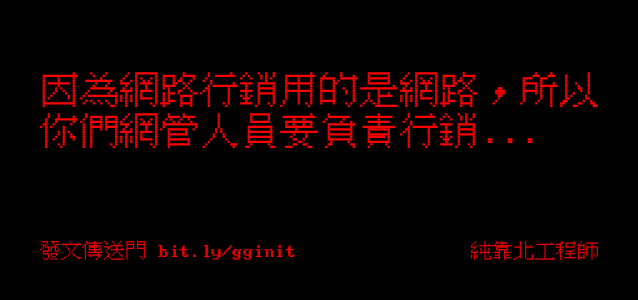 因為網路行銷用的是網路，所以
你們網管人員要負責行銷...
發文傳送門 bit.ly/gginit
純靠北工程師